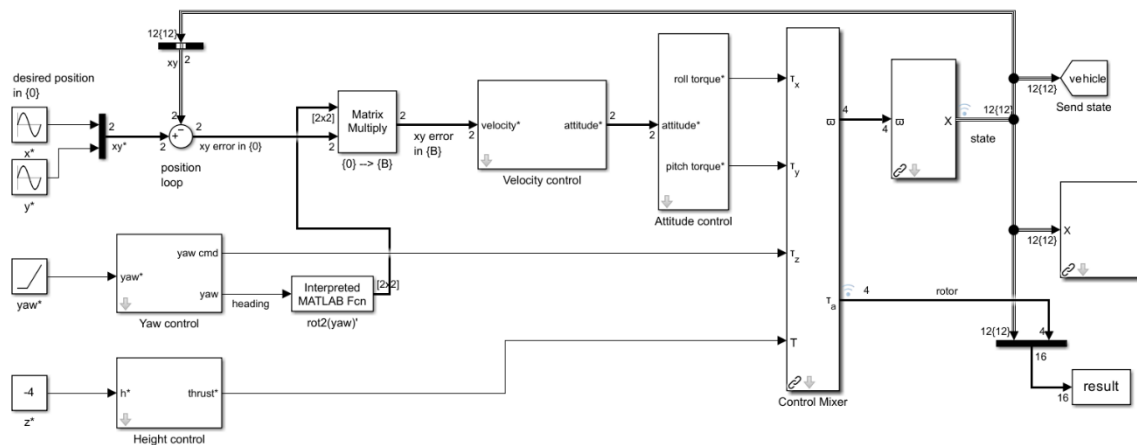 12{12}
xy
2
desired position
in {0}
x*
y*
2
xy*
2
2
2
xy error in {0}
position
loop
[2x2]
2
Matrix
Multiply
2
{0} --> {B}
xy error
in {B}
2
velocity*
attitude*
2
Velocity control
2
attitude*
roll torque*
pitch torque*
Attitude control
τx
τy
τz
T
ϖ
τa
4
Control Mixer
4
ϖ
X
12{12}
state
12{12}
vehicle
Send state
12{12}
X
4
rotor
12{12}
4
16
16
result
yaw*
yaw*
yaw cmd
yaw
Yaw control
heading
Interpreted
MATLAB Fcn
rot2(yaw)'
[2x2]
-4
z*
h*
thrust*
Height control